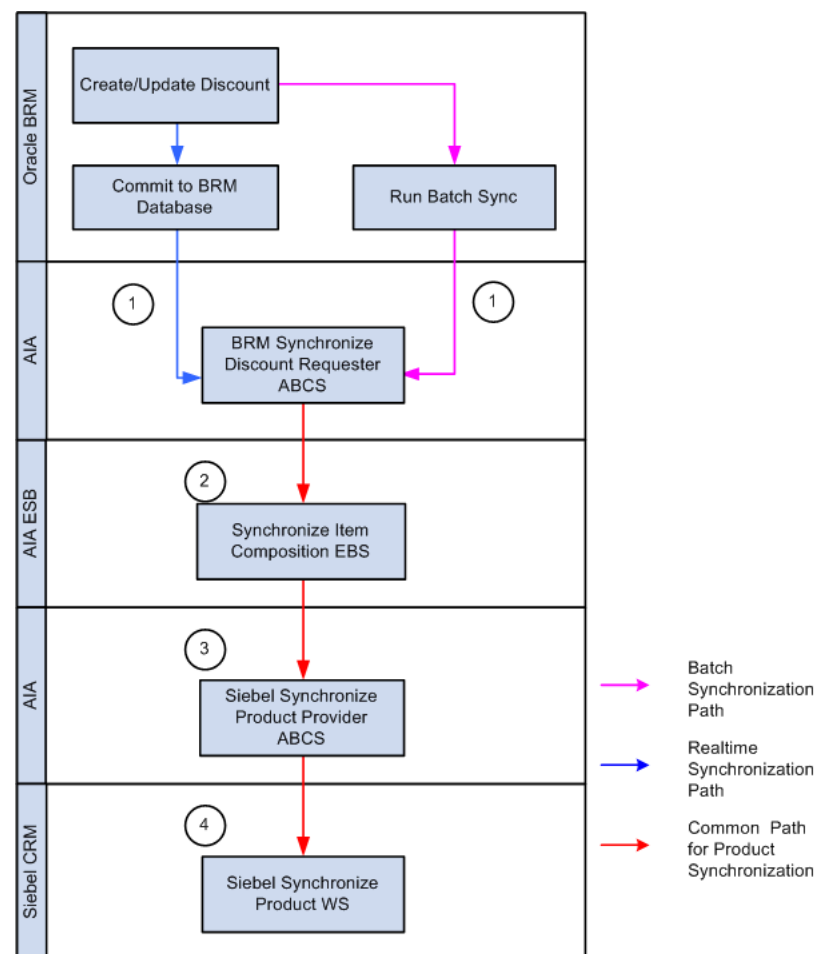 Oracle BRM
Create/Update Discount
Commit to BRM
Database
Run Batch Sync
AIA
1
1
BRM Synchronize
Discount Requester
ABCS
AIA ESB
2
Synchronize Item
Composition EBS
AIA
3
Siebel Synchronize
Product Provider
ABCS
Siebel CRM
4
Siebel Synchronize
Product WS
Batch
Synchronization
Path
Realtime
Synchronization
Path
Common Path
for Product
Synchronization